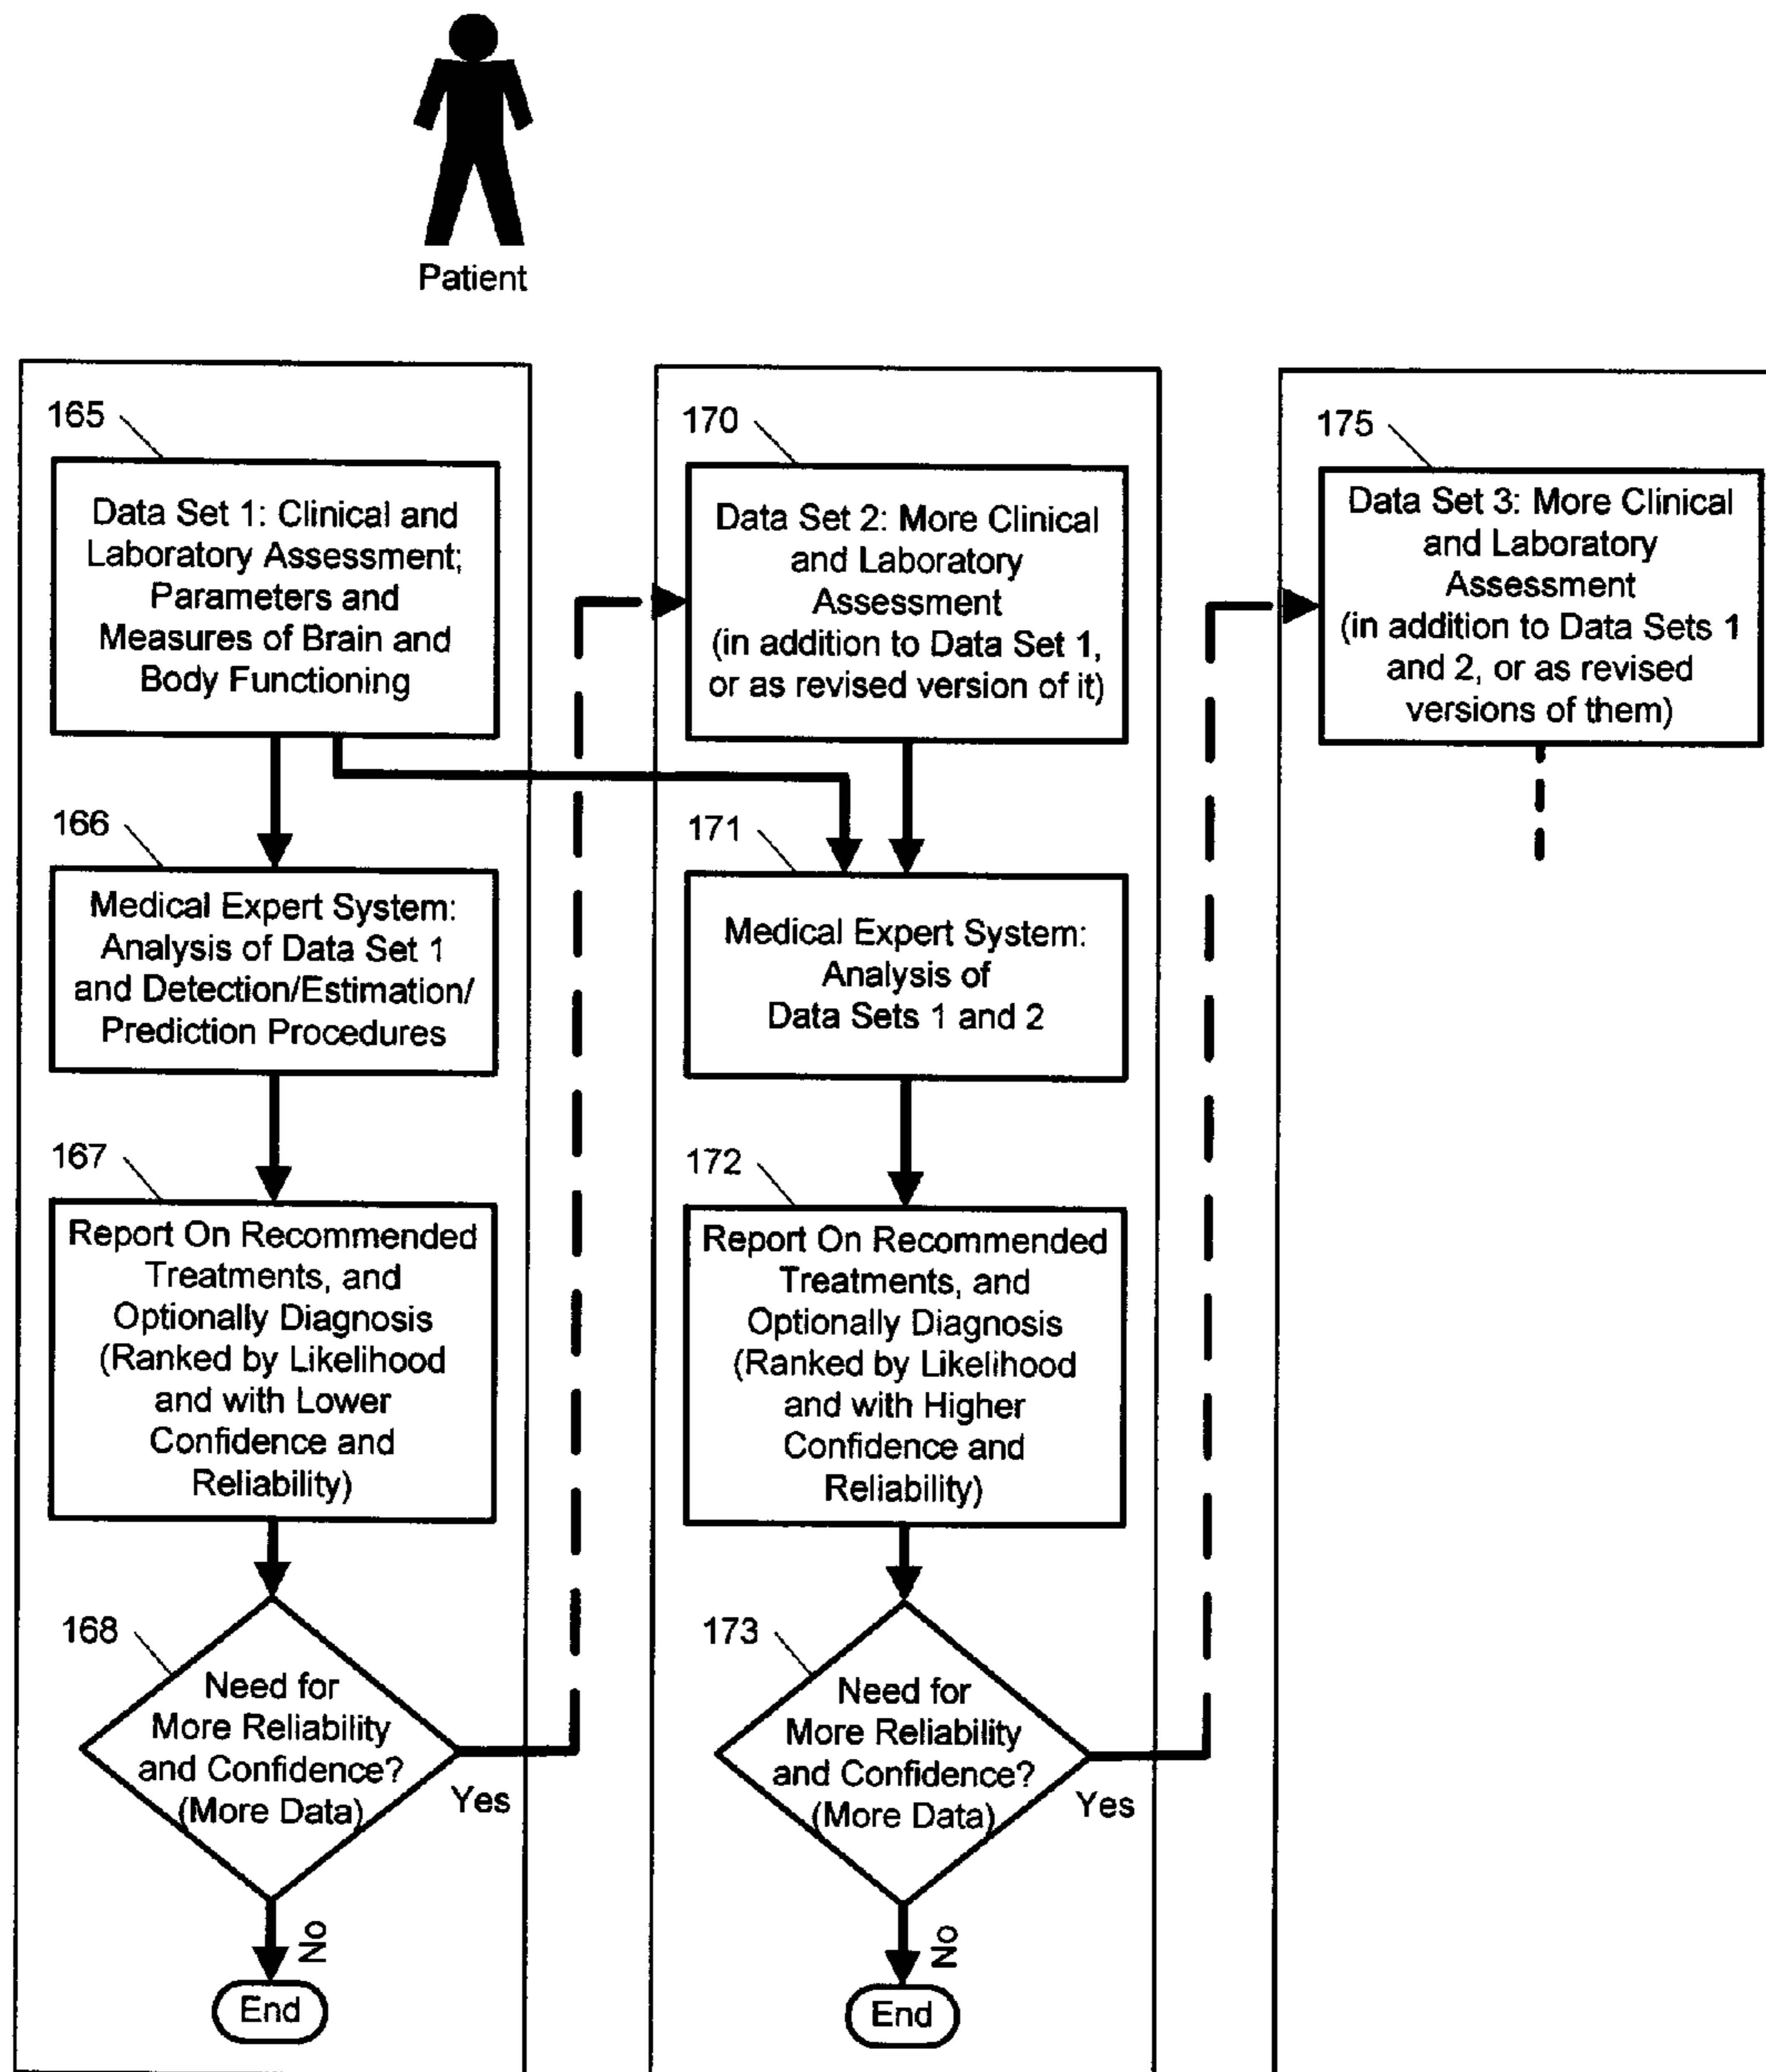 Patient
165
Data Set 1: Clinical and
Laboratory Assessment;
Parameters and
Measures of Brain and
Body Functioning
166
Medical Expert System:
Analysis of Data Set 1
and Detection/Estimation/
Prediction Procedures
167
Report On Recommended
Treatments, and
Optionally Diagnosis
(Ranked by Likelihood
and with Lower
Confidence and
Reliability)
168
Need for
More Reliability
and Confidence?
(More Data)
Yes
No
End
170
Data Set 2: More Clinical
and Laboratory
Assessment
(in addition to Data Set 1,
or as revised version of it)
171
Medical Expert System:
Analysis of
Data Sets 1 and 2
172
Report On Recommended
Treatments, and
Optionally Diagnosis
(Ranked by Likelihood
and with Higher
Confidence and
Reliability)
173
Need for
More Reliability
and Confidence?
(More Data)
Yes
No
End
175
Data Set 3: More Clinical
and Laboratory
Assessment
(in addition to Data Sets 1
and 2, or as revised
versions of them)